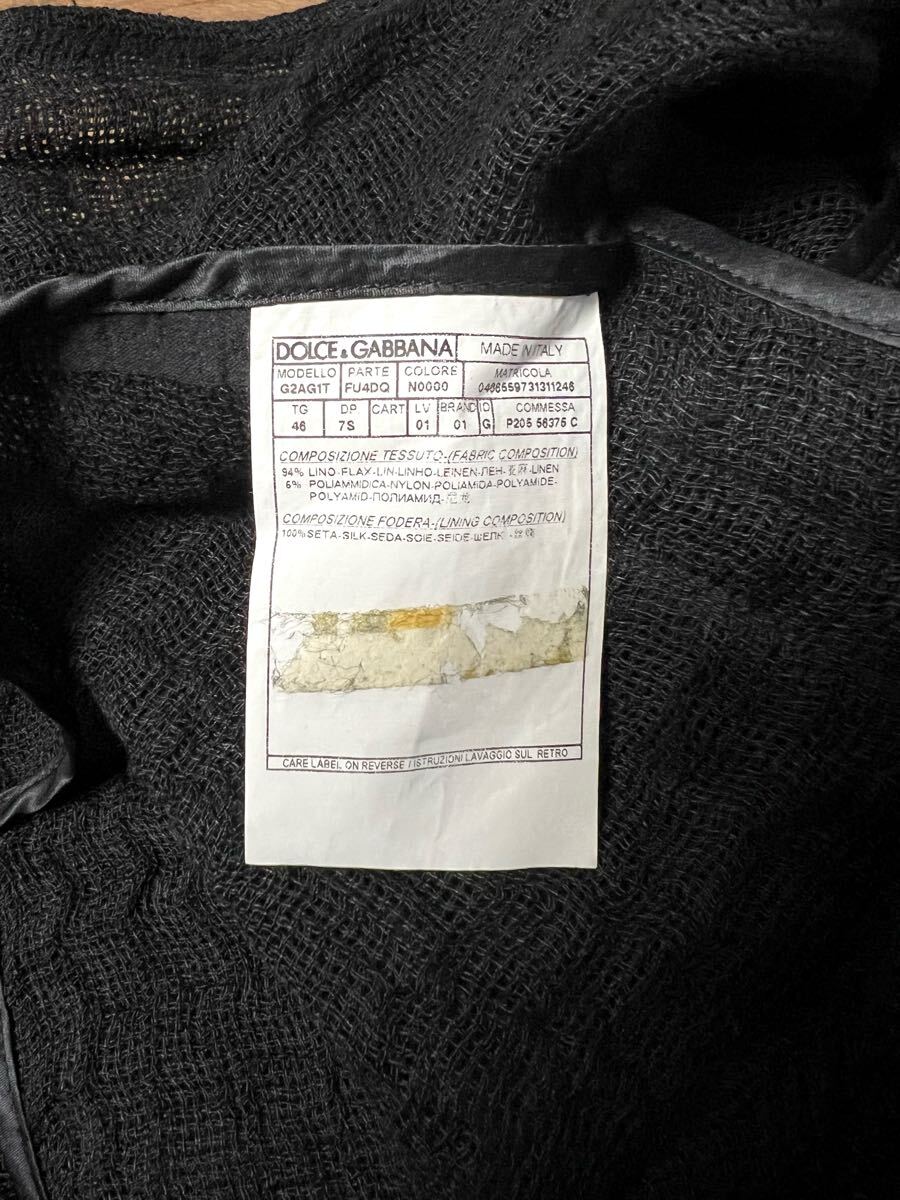 DOLCE & GABBANA MADE IN ITALY
MODELLO PARTE COLORE MATRICOLA
G2AG1T FU4DQ N0000 0466559731311246
TG DP CART LV BRAND ID COMMESSA
46 7S 01 01 G P205 56375 C
COMPOSIZIONE TESSUTO-(FABRIC COMPOSITION)
94% LINO-FLAX-LIN-LINHO-LEINEN-ЛЕН-亚麻-LINEN
6% POLIAMMIDICA-NYLON-POLIAMIDA-POLYAMIDE-
POLYAMID-ПОЛИАМИД-尼龙
COMPOSIZIONE FODERA-(LINING COMPOSITION)
100%SETA-SILK-SEDA-SOIE-SEIDE-ШЕЛК-
CARE LABEL ON REVERSE / ISTRUZIONI LAVAGGIO SUL RETRO